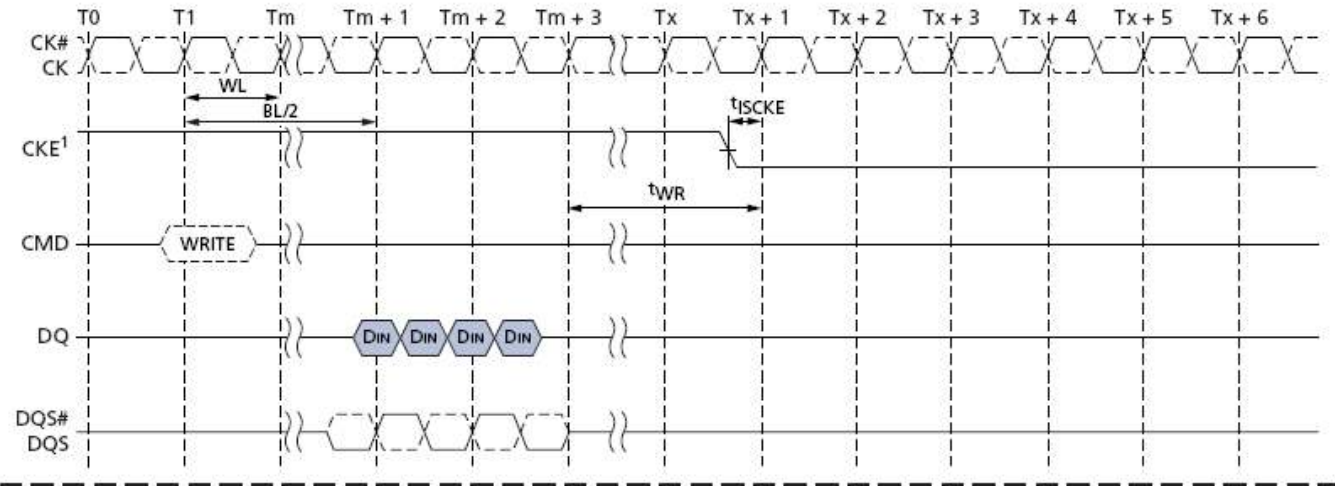 T0 T1 Tm Tm + 1 Tm + 2 Tm + 3 Tx Tx + 1 Tx + 2 Tx + 3 Tx + 4 Tx + 5 Tx + 6
CK#
CK
WL
BL/2
tISCKE
CKE1
tWR
CMD WRITE
DQ DIN DIN DIN DIN
DQS#
DQS